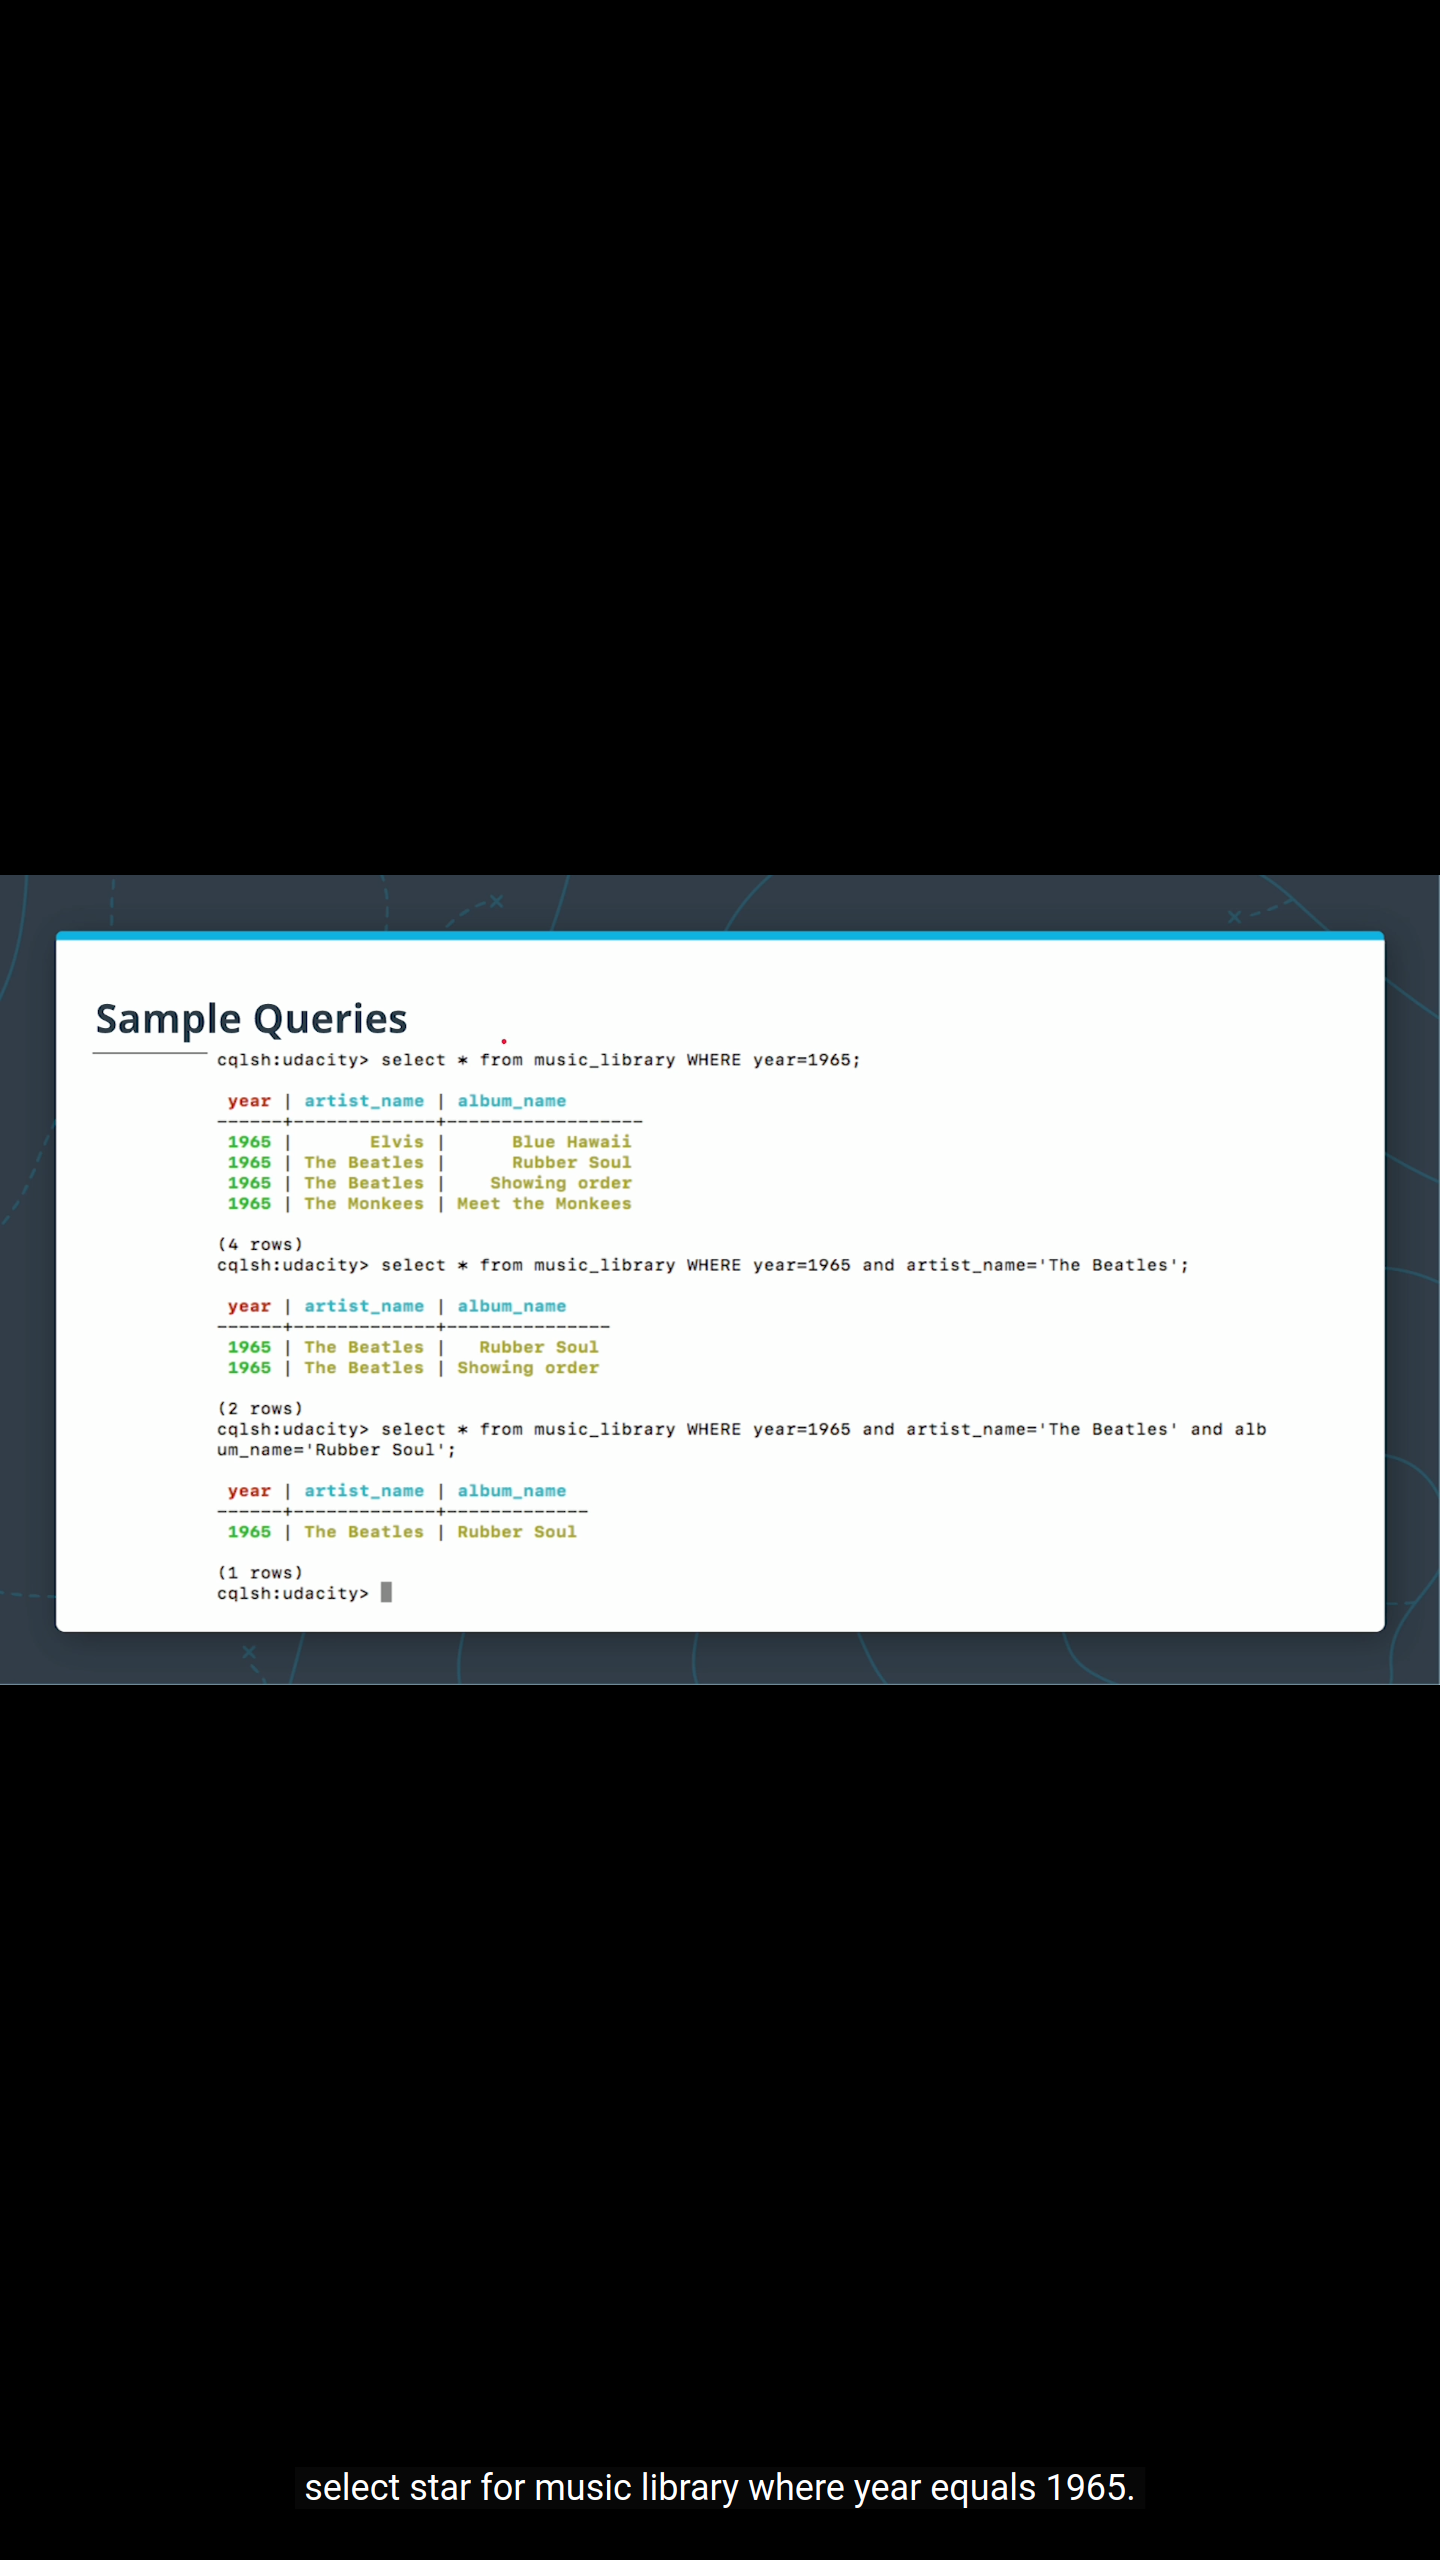 Sample Queries
cqlsh:udacity> select * from music_library WHERE year=1965;
year | artist_name | album_name
------+-------------+------------------
1965 | Elvis | Blue Hawaii
1965 | The Beatles | Rubber Soul
1965 | The Beatles | Showing order
1965 | The Monkees | Meet the Monkees
(4 rows)
cqlsh:udacity> select * from music_library WHERE year=1965 and artist_name='The Beatles';
year | artist_name | album_name
------+-------------+---------------
1965 | The Beatles | Rubber Soul
1965 | The Beatles | Showing order
(2 rows)
cqlsh:udacity> select * from music_library WHERE year=1965 and artist_name='The Beatles' and alb
um_name='Rubber Soul';
year | artist_name | album_name
------+-------------+-------------
1965 | The Beatles | Rubber Soul
(1 rows)
cqlsh:udacity>
select star for music library where year equals 1965.